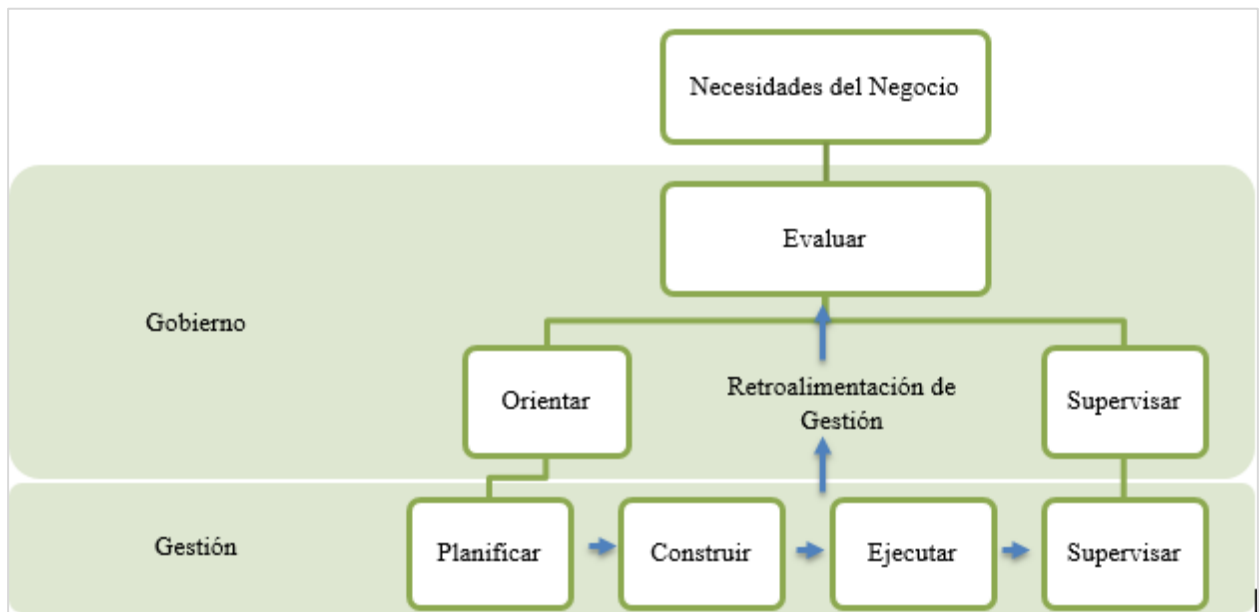 Necesidades del Negocio
Evaluar
Gobierno
Orientar
Retroalimentación de
Gestión
Supervisar
Gestión
Planificar
Construir
Ejecutar
Supervisar